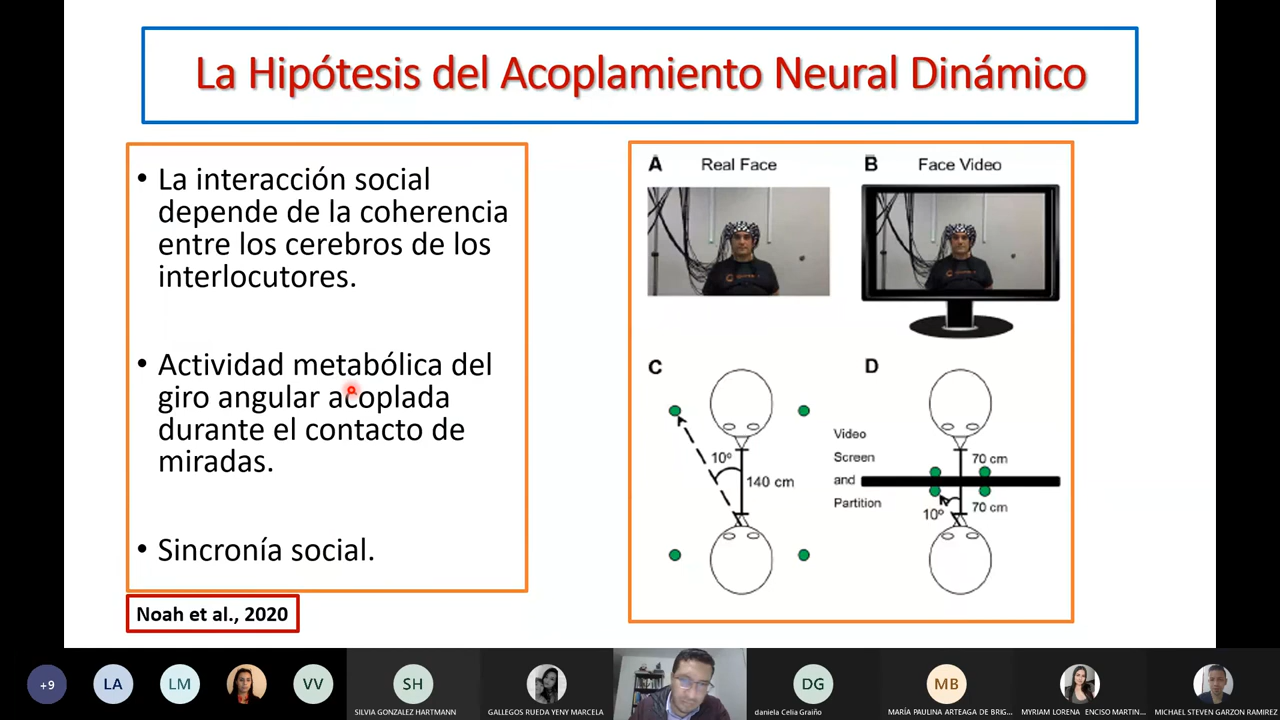 La Hipótesis del Acoplamiento Neural Dinámico
• La interacción social
depende de la coherencia
entre los cerebros de los
interlocutores.
• Actividad metabólica del
giro angular acoplada
durante el contacto de
miradas.
• Sincronía social.
Noah et al., 2020
A Real Face
B Face Video
C
10º
140 cm
D
Video
Screen
and
Partition
70 cm
70 cm
10º
+9
LA
LM
VV
SH
SILVIA GONZALEZ HARTMANN
GALLEGOS RUEDA YENY MARCELA
DG
daniela Celia Graiño
MB
MARÍA PAULINA ARTEAGA DE BRIG...
MYRIAM LORENA ENCISO MARTIN...
MICHAEL STEVEN GARZON RAMIREZ